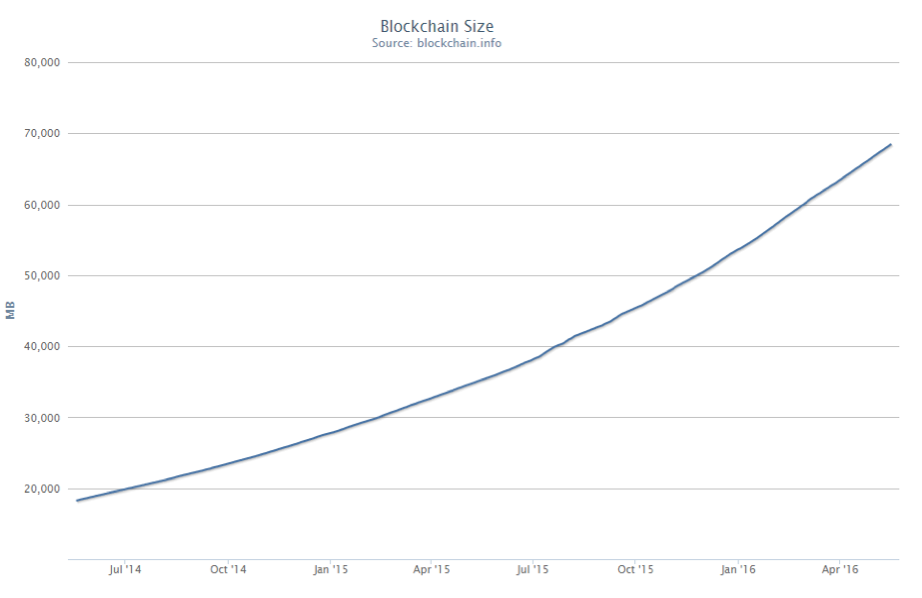 Blockchain Size
Source: blockchain.info
80,000
70,000
60,000
50,000
40,000
30,000
20,000
MB
Jul '14
Oct '14
Jan '15
Apr '15
Jul '15
Oct '15
Jan '16
Apr '16